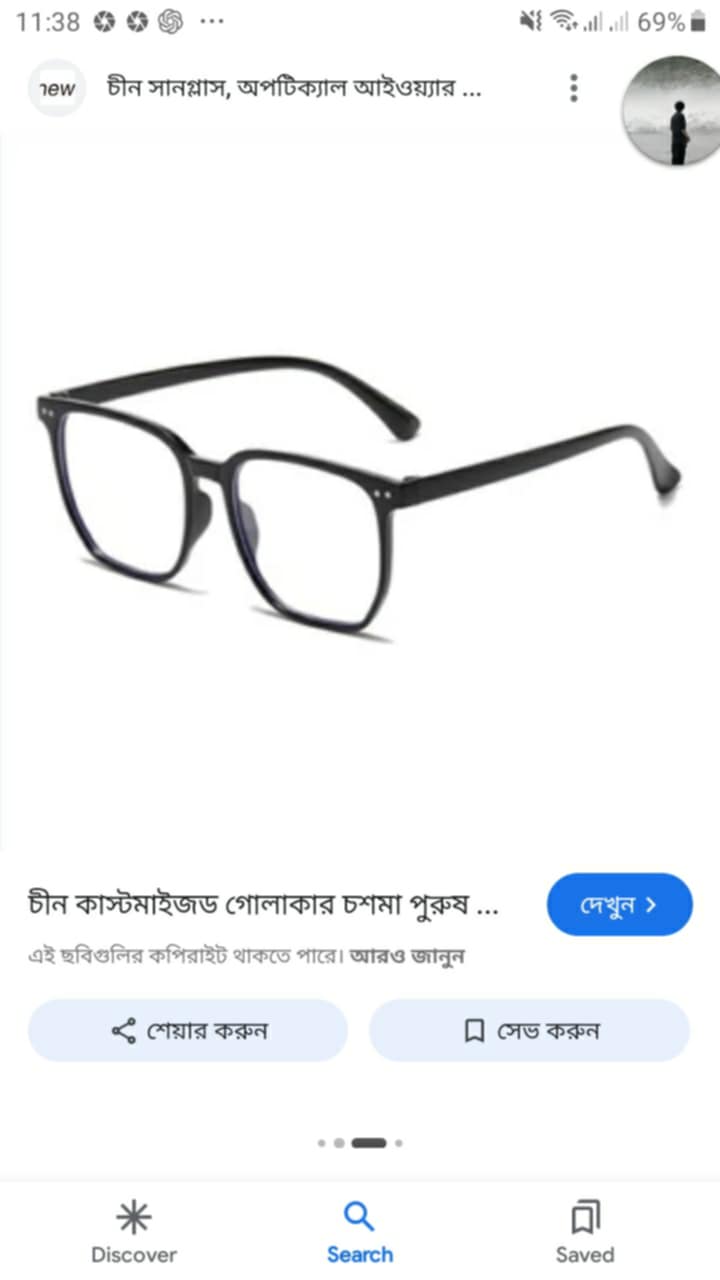 11:38 69%
new চীন সানগ্লাস, অপটিক্যাল আইওয়্যার ...
চীন কাস্টমাইজড গোলাকার চশমা পুরুষ ...
দেখুন
এই ছবিগুলির কপিরাইট থাকতে পারে। আরও জানুন
শেয়ার করুন
সেভ করুন
Discover
Search
Saved